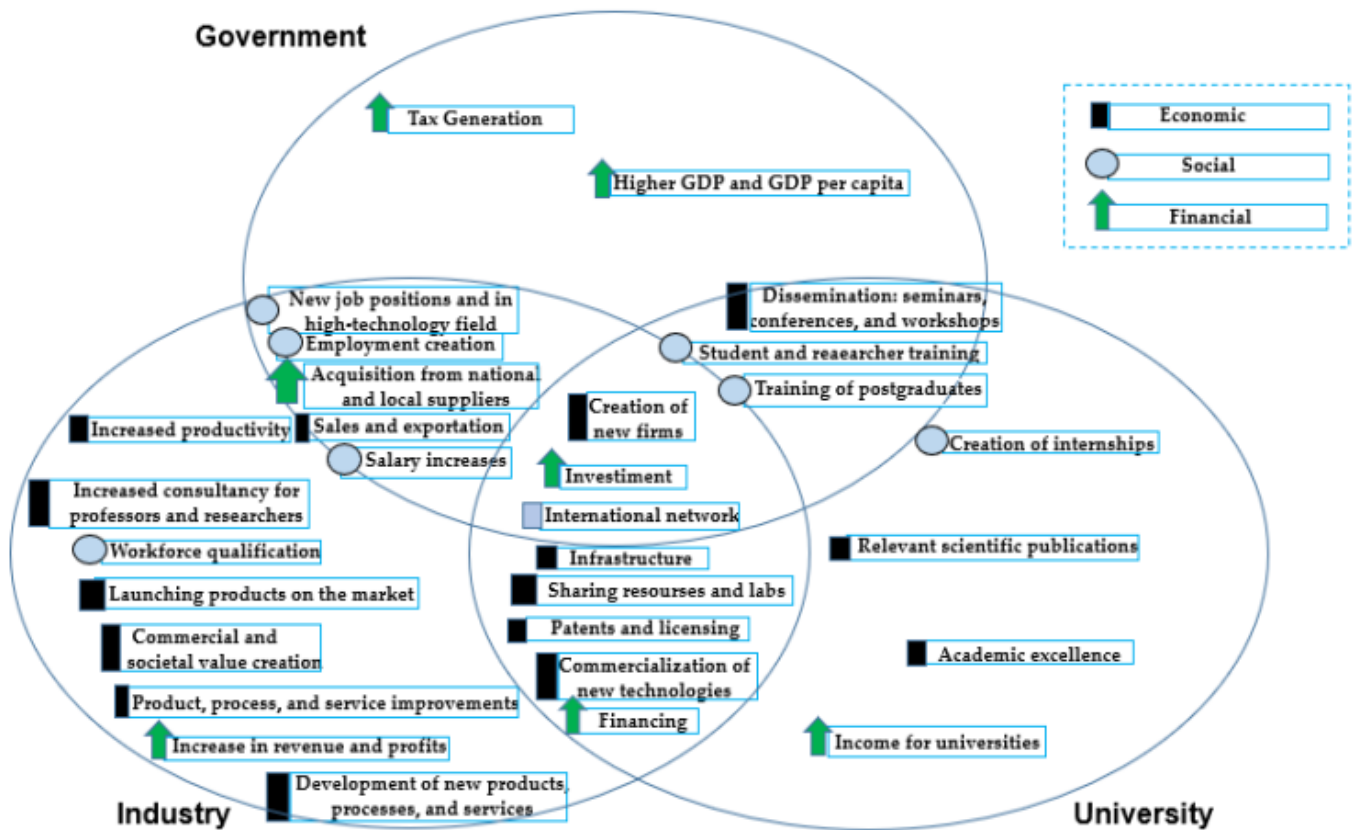 Government
Tax Generation
Higher GDP and GDP per capita
Economic
Social
Financial
New job positions and in
high-technology field
Employment creation
Acquisition from national
and local suppliers
Sales and exportation
Salary increases
Dissemination: seminars,
conferences, and workshops
Student and reaearcher training
Training of postgraduates
Creation of
new firms
Investiment
International network
Creation of internships
Increased productivity
Increased consultancy for
professors and researchers
Workforce qualification
Launching products on the market
Commercial and
societal value creation
Product, process, and service improvements
Increase in revenue and profits
Development of new products,
processes, and services
Infrastructure
Sharing resourses and labs
Patents and licensing
Commercialization of
new technologies
Financing
Relevant scientific publications
Academic excellence
Income for universities
Industry
University